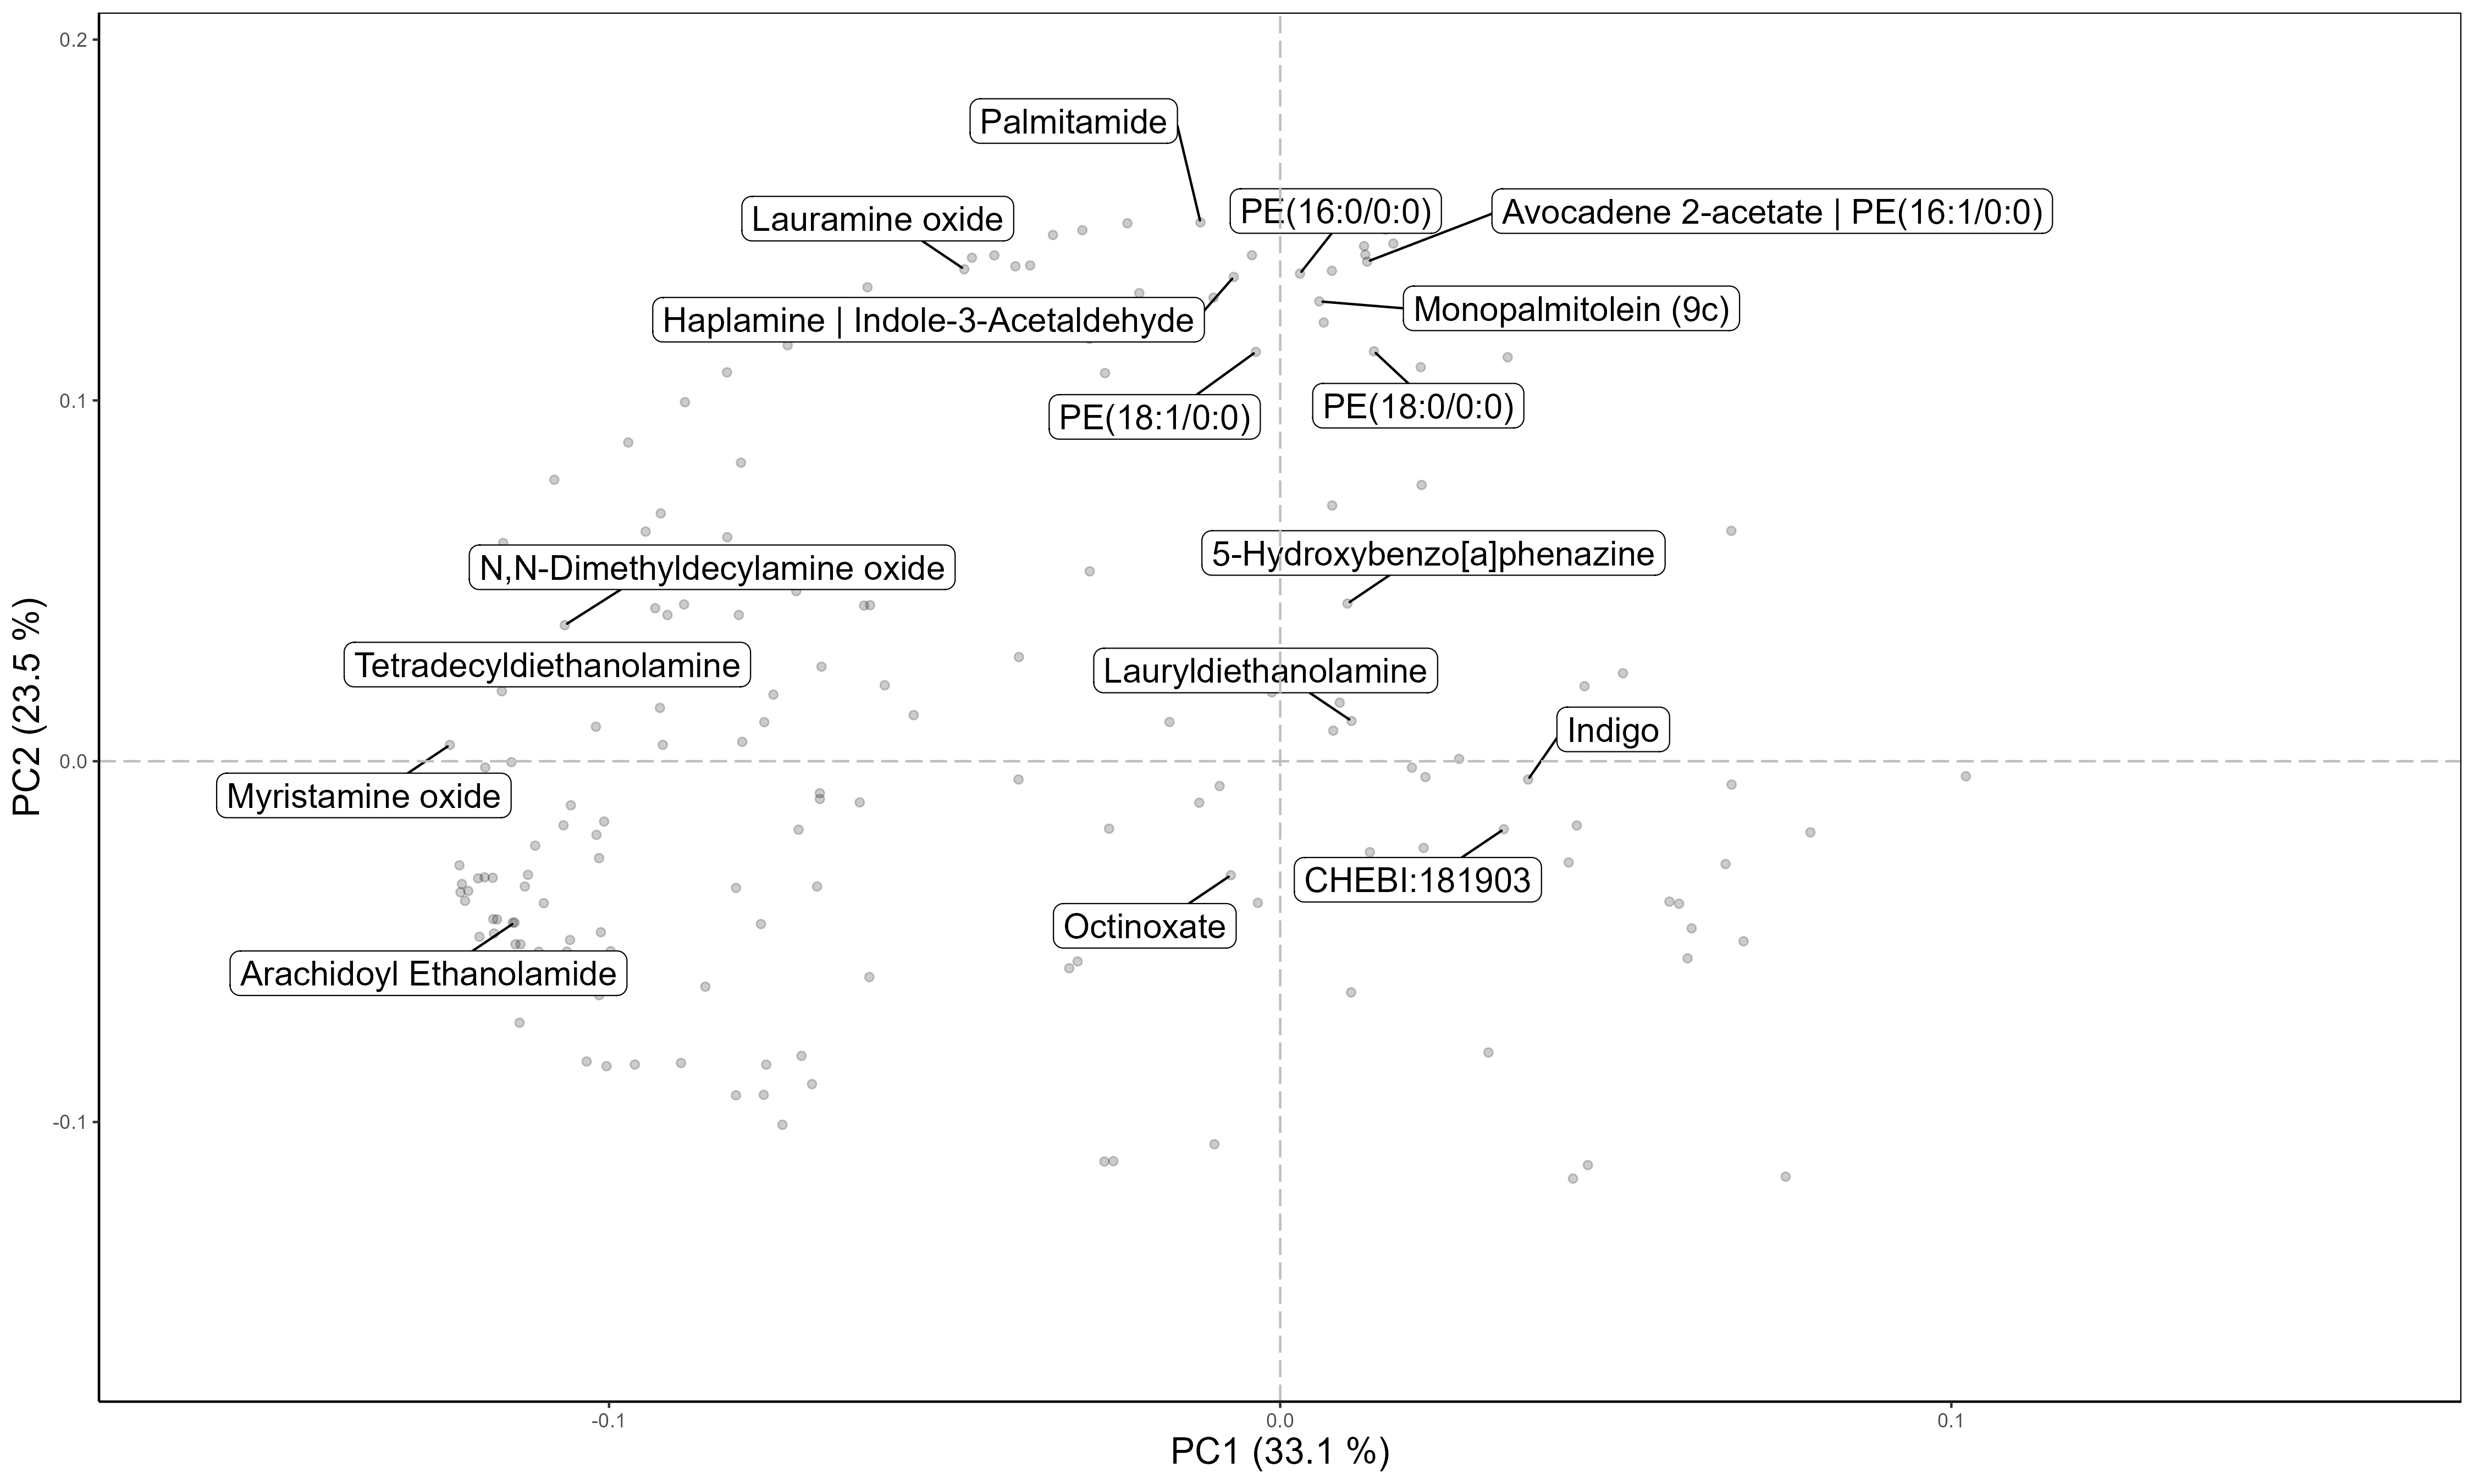 0.2
Palmitamide
Lauramine oxide
PE(16:0/0:0)
Avocadene 2-acetate | PE(16:1/0:0)
Haplamine | Indole-3-Acetaldehyde
Monopalmitolein (9c)
0.1
PE(18:1/0:0)
PE(18:0/0:0)
N,N-Dimethyldecylamine oxide
5-Hydroxybenzo[a]phenazine
Tetradecyldiethanolamine
Lauryldiethanolamine
Indigo
PC2 (23.5 %)
0.0
Myristamine oxide
CHEBI:181903
Octinoxate
Arachidoyl Ethanolamide
-0.1
-0.1
0.0
0.1
PC1 (33.1 %)